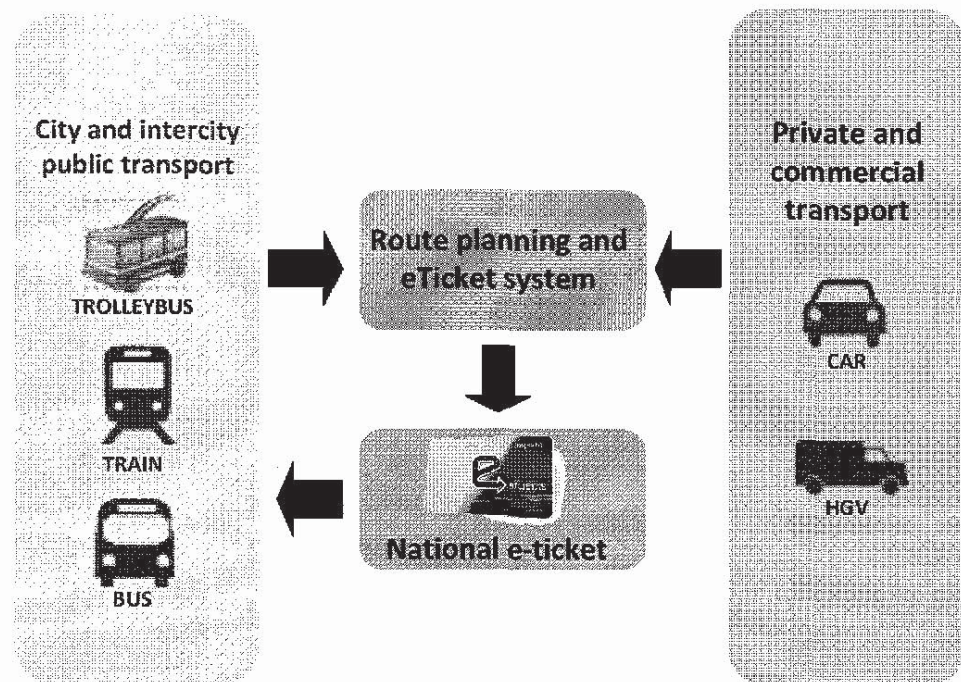 City and intercity
public transport
TROLLEYBUS
TRAIN
BUS
Route planning and
eTicket system
National e-ticket
Private and
commercial
transport
CAR
HGV